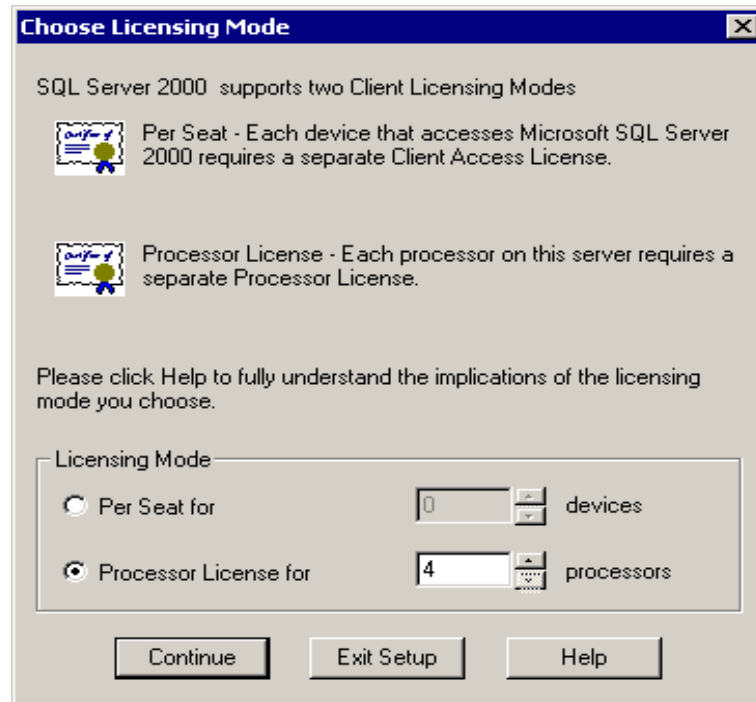 Choose Licensing Mode
SQL Server 2000 supports two Client Licensing Modes
Per Seat - Each device that accesses Microsoft SQL Server
2000 requires a separate Client Access License.
Processor License - Each processor on this server requires a
separate Processor License.
Please click Help to fully understand the implications of the licensing
mode you choose.
Licensing Mode
Per Seat for 0 devices
Processor License for 4 processors
Continue Exit Setup Help